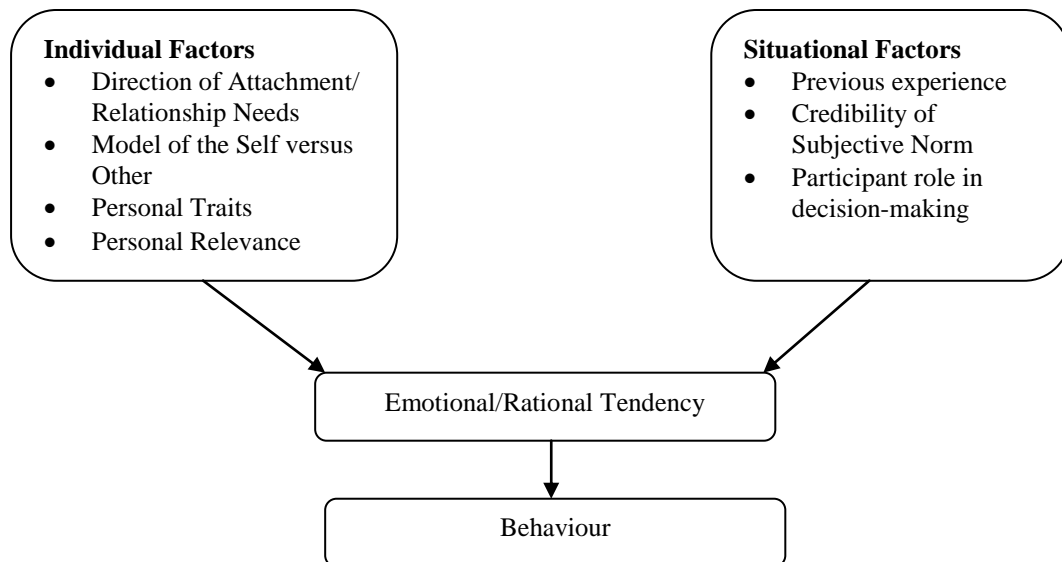 Individual Factors
• Direction of Attachment/
Relationship Needs
• Model of the Self versus
Other
• Personal Traits
• Personal Relevance
Situational Factors
• Previous experience
• Credibility of
Subjective Norm
• Participant role in
decision-making
Emotional/Rational Tendency
Behaviour